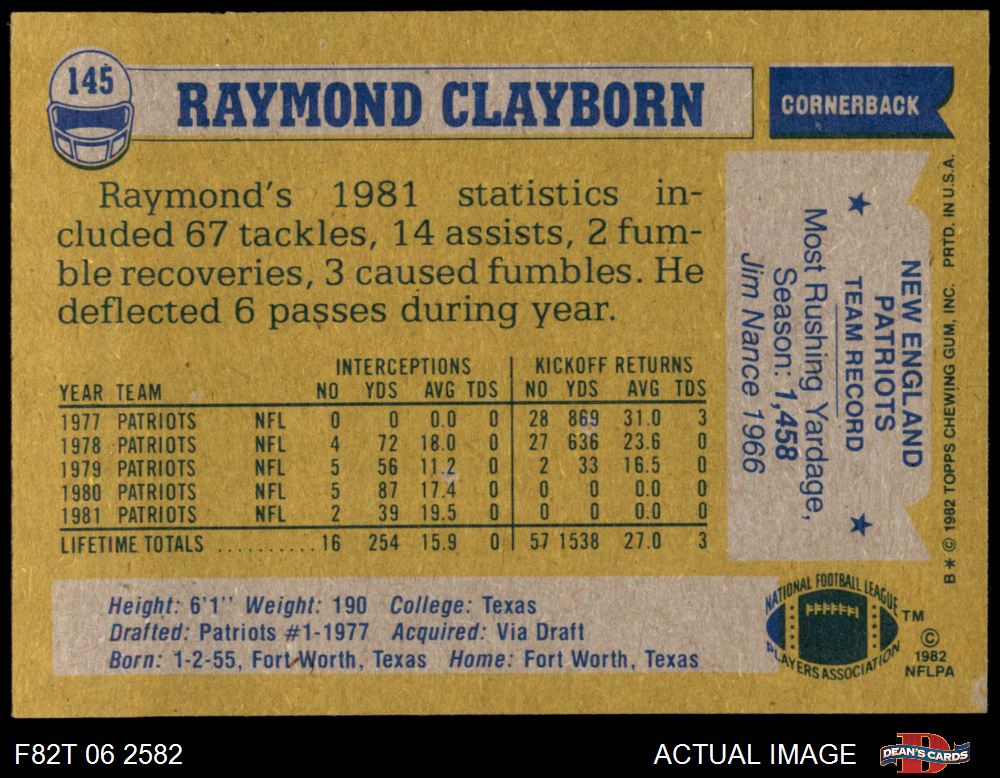 145
RAYMOND CLAYBORN
CORNERBACK
Raymond's 1981 statistics in-
cluded 67 tackles, 14 assists, 2 fum-
ble recoveries, 3 caused fumbles. He
deflected 6 passes during year.
INTERCEPTIONS KICKOFF RETURNS
YEAR TEAM NO YDS AVG TDS NO YDS AVG TDS
1977 PATRIOTS NFL 0 0 0.0 0 28 869 31.0 3
1978 PATRIOTS NFL 4 72 18.0 0 27 636 23.6 0
1979 PATRIOTS NFL 5 56 11.2 0 2 33 16.5 0
1980 PATRIOTS NFL 5 87 17.4 0 0 0 0.0 0
1981 PATRIOTS NFL 2 39 19.5 0 0 0 0.0 0
LIFETIME TOTALS .......... 16 254 15.9 0 57 1538 27.0 3
NEW ENGLAND
PATRIOTS
TEAM RECORD
Most Rushing Yardage,
Season: 1,458
Jim Nance 1966
B* © 1982 TOPPS CHEWING GUM, INC. PRTD. IN U.S.A.
Height: 6'1" Weight: 190 College: Texas
Drafted: Patriots #1-1977 Acquired: Via Draft
Born: 1-2-55, Fort Worth, Texas Home: Fort Worth, Texas
NATIONAL FOOTBALL LEAGUE
PLAYERS ASSOCIATION
TM
©
1982
NFLPA
F82T 06 2582
ACTUAL IMAGE
D
DEAN'S CARDS